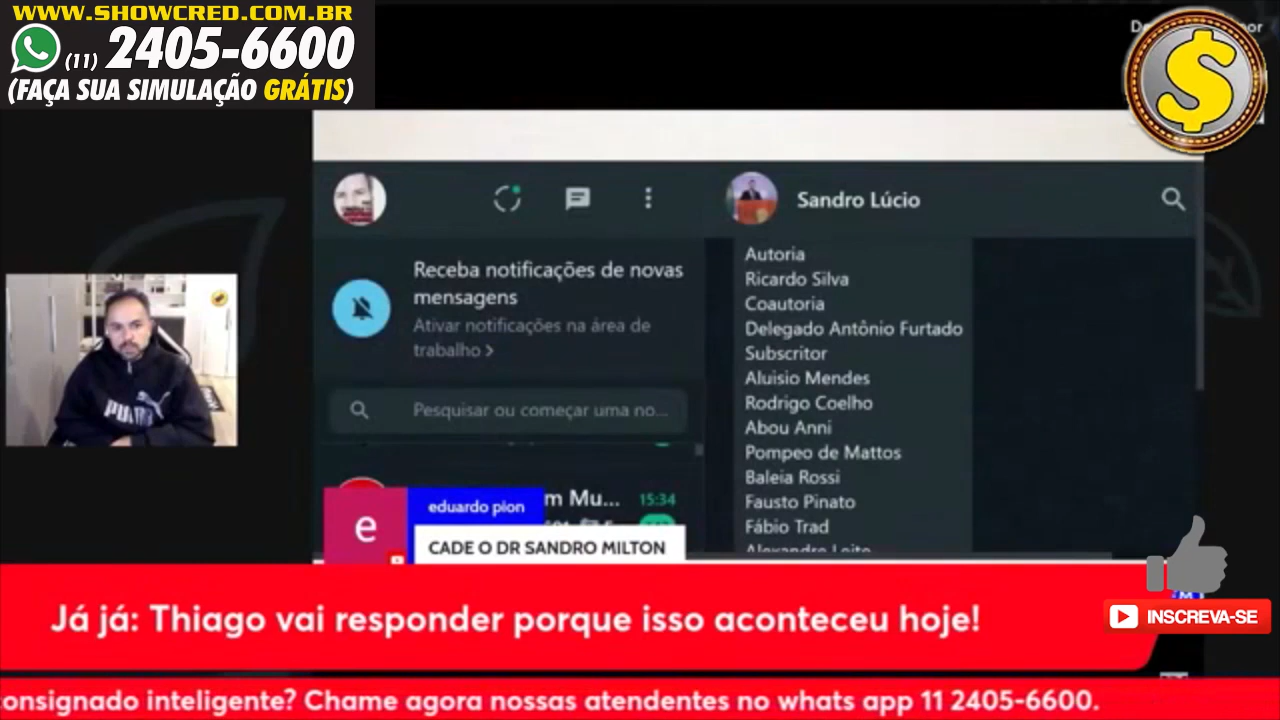 WWW.SHOWCRED.COM.BR
(11) 2405-6600
(FAÇA SUA SIMULAÇÃO GRÁTIS)
$
Sandro Lúcio
Receba notificações de novas
mensagens
Ativar notificações na área de
trabalho >
Pesquisar ou começar uma no...
Autoria
Ricardo Silva
Coautoria
Delegado Antônio Furtado
Subscritor
Aluisio Mendes
Rodrigo Coelho
Abou Anni
Pompeo de Mattos
Baleia Rossi
Fausto Pinato
Fábio Trad
Alexandre Leite
m Mu... 15:34
e
eduardo pion
CADE O DR SANDRO MILTON
PUMA
Já já: Thiago vai responder porque isso aconteceu hoje!
INSCREVA-SE
onsignado inteligente? Chame agora nossas atendentes no whats app 11 2405-6600.